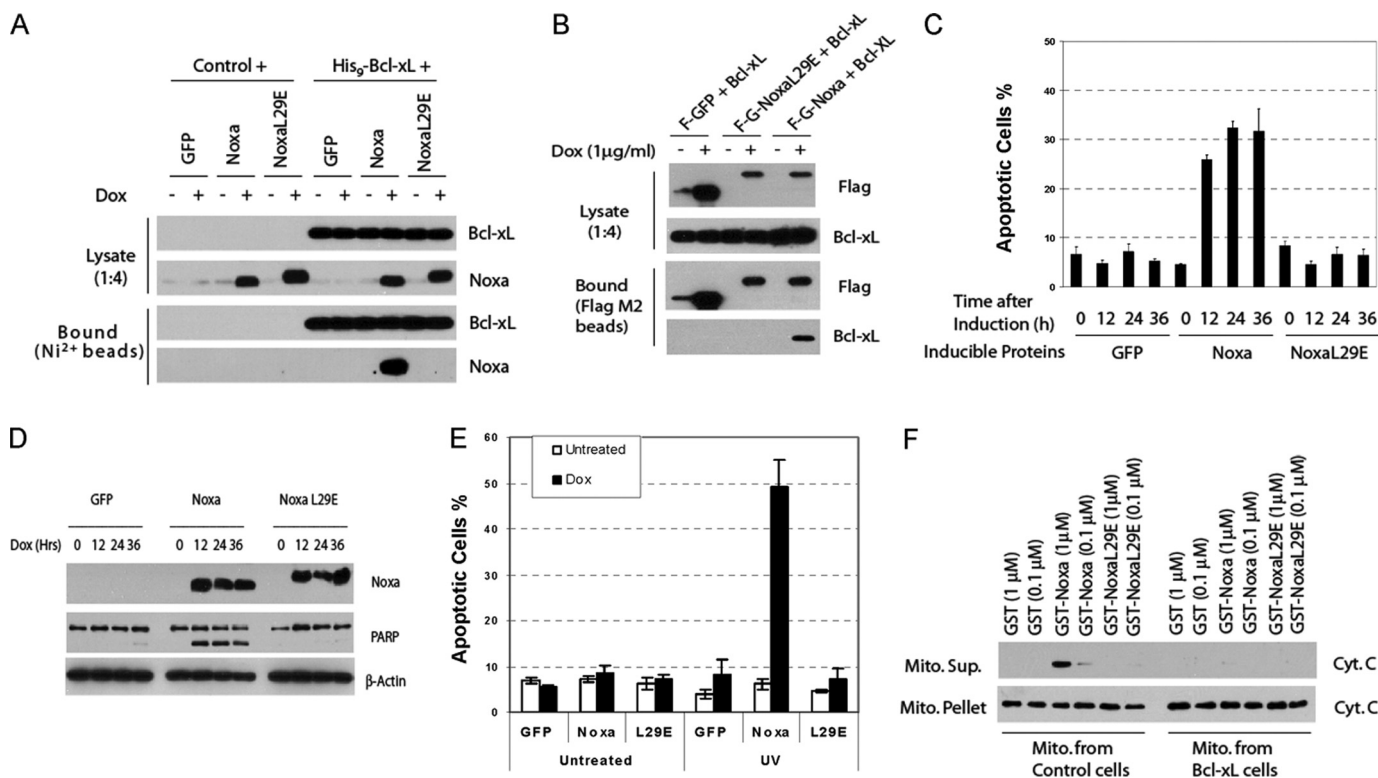 A
Control +
His9-Bcl-xL +
GFP
Noxa
NoxaL29E
GFP
Noxa
NoxaL29E
Dox
- + - + - + - + - + - +
Lysate
(1:4)
Bcl-xL
Noxa
Bound
(Ni2+ beads)
Bcl-xL
Noxa
B
F-GFP + Bcl-xL
F-G-NoxaL29E + Bcl-xL
F-G-Noxa + Bcl-XL
Dox (1μg/ml)
- + - + - +
Lysate
(1:4)
Flag
Bcl-xL
Bound
(Flag M2
beads)
Flag
Bcl-xL
C
Apoptotic Cells %
50
40
30
20
10
0
Time after
Induction (h)
0 12 24 36 0 12 24 36 0 12 24 36
Inducible Proteins
GFP
Noxa
NoxaL29E
D
GFP
Noxa
Noxa L29E
Dox (Hrs)
0 12 24 36 0 12 24 36 0 12 24 36
Noxa
PARP
β-Actin
E
Apoptotic Cells %
60
50
40
30
20
10
0
Untreated
Dox
GFP
Noxa
L29E
GFP
Noxa
L29E
Untreated
UV
F
GST (1 μM)
GST (0.1 μM)
GST-Noxa (1μM)
GST-Noxa (0.1 μM)
GST-NoxaL29E (1μM)
GST-NoxaL29E (0.1 μM)
GST (1 μM)
GST (0.1 μM)
GST-Noxa (1μM)
GST-Noxa (0.1 μM)
GST-NoxaL29E (1μM)
GST-NoxaL29E (0.1 μM)
Mito. Sup.
Cyt. C
Mito. Pellet
Cyt. C
Mito. from
Control cells
Mito. from
Bcl-xL cells